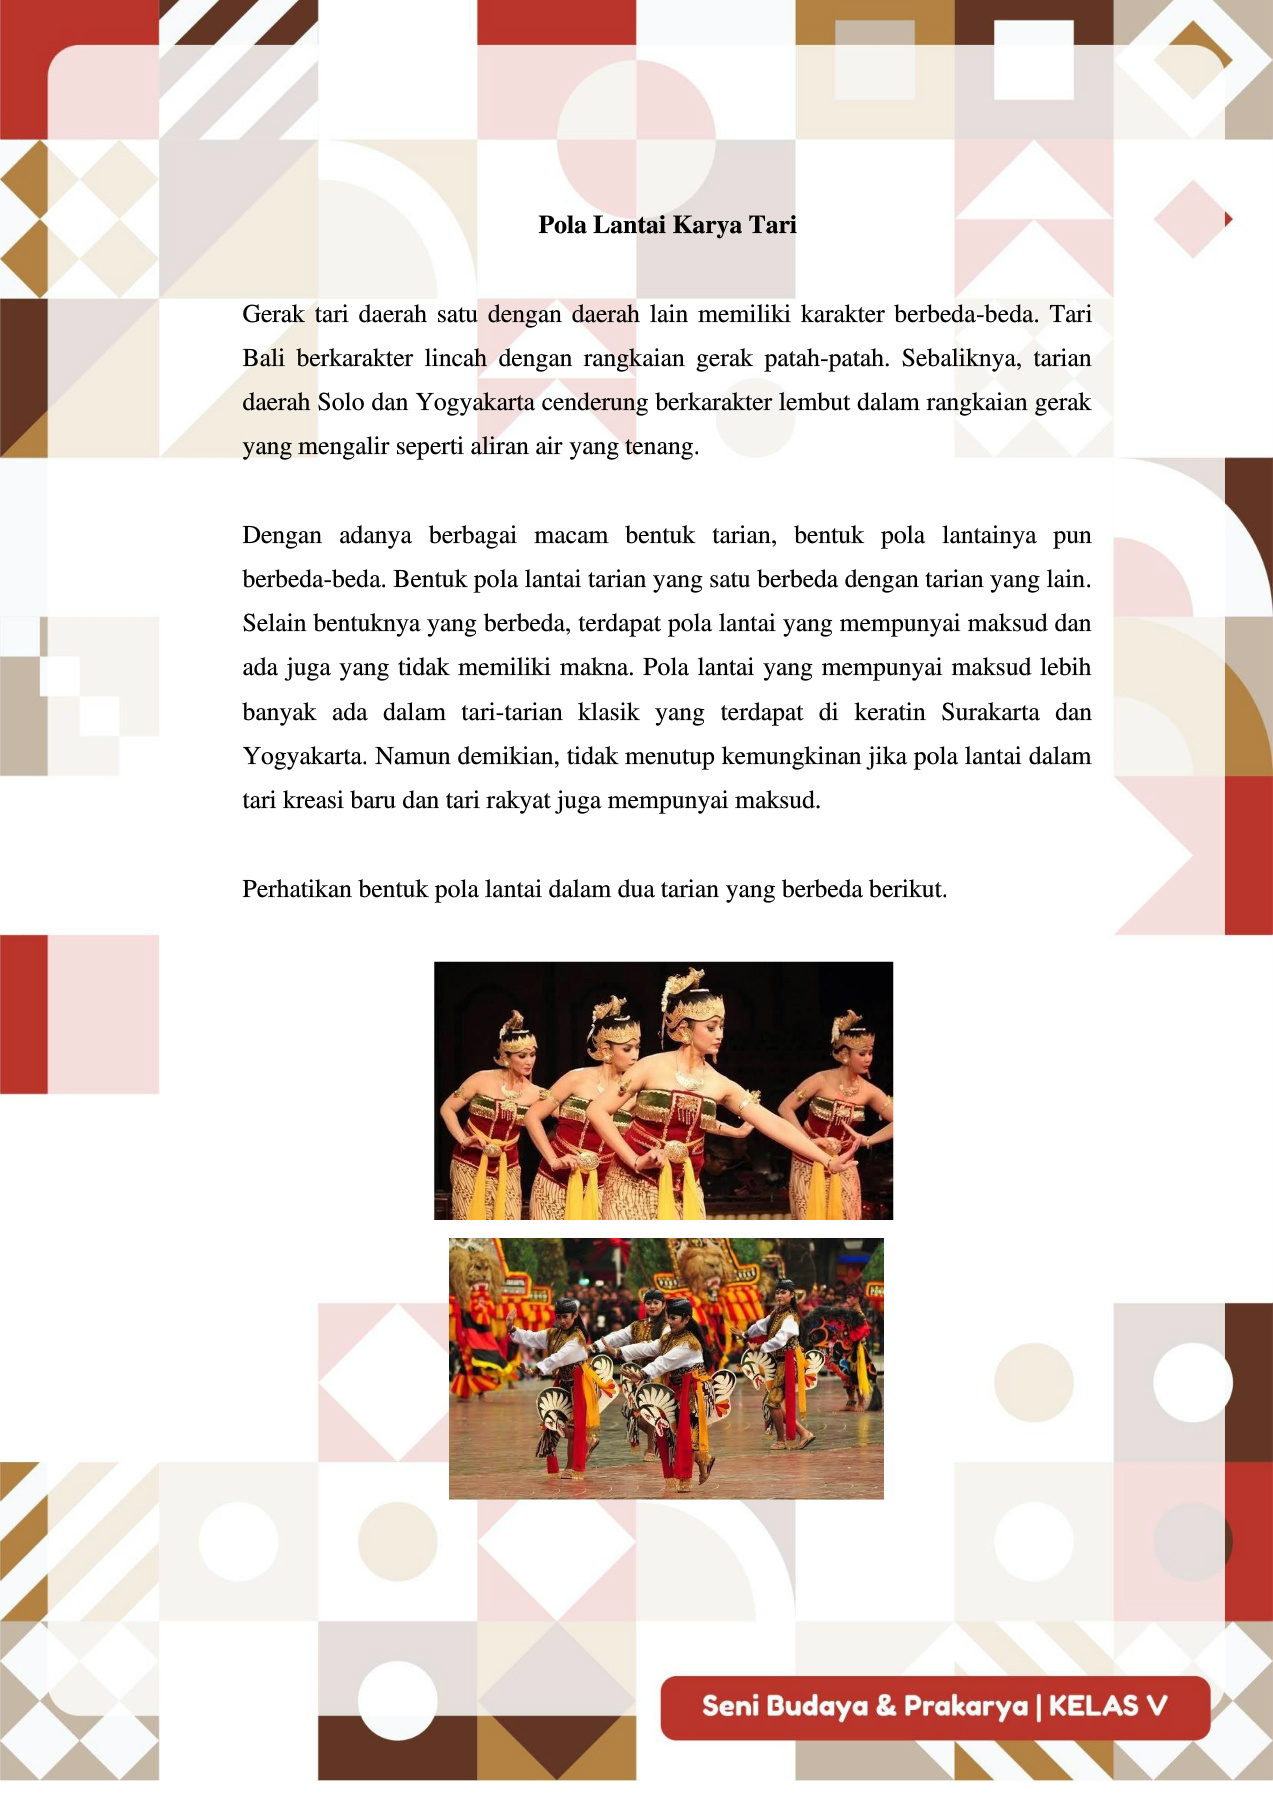 Pola Lantai Karya Tari
Gerak tari daerah satu dengan daerah lain memiliki karakter berbeda-beda. Tari
Bali berkarakter lincah dengan rangkaian gerak patah-patah. Sebaliknya, tarian
daerah Solo dan Yogyakarta cenderung berkarakter lembut dalam rangkaian gerak
yang mengalir seperti aliran air yang tenang.
Dengan adanya berbagai macam bentuk tarian, bentuk pola lantainya pun
berbeda-beda. Bentuk pola lantai tarian yang satu berbeda dengan tarian yang lain.
Selain bentuknya yang berbeda, terdapat pola lantai yang mempunyai maksud dan
ada juga yang tidak memiliki makna. Pola lantai yang mempunyai maksud lebih
banyak ada dalam tari-tarian klasik yang terdapat di keratin Surakarta dan
Yogyakarta. Namun demikian, tidak menutup kemungkinan jika pola lantai dalam
tari kreasi baru dan tari rakyat juga mempunyai maksud.
Perhatikan bentuk pola lantai dalam dua tarian yang berbeda berikut.
Seni Budaya & Prakarya | KELAS V